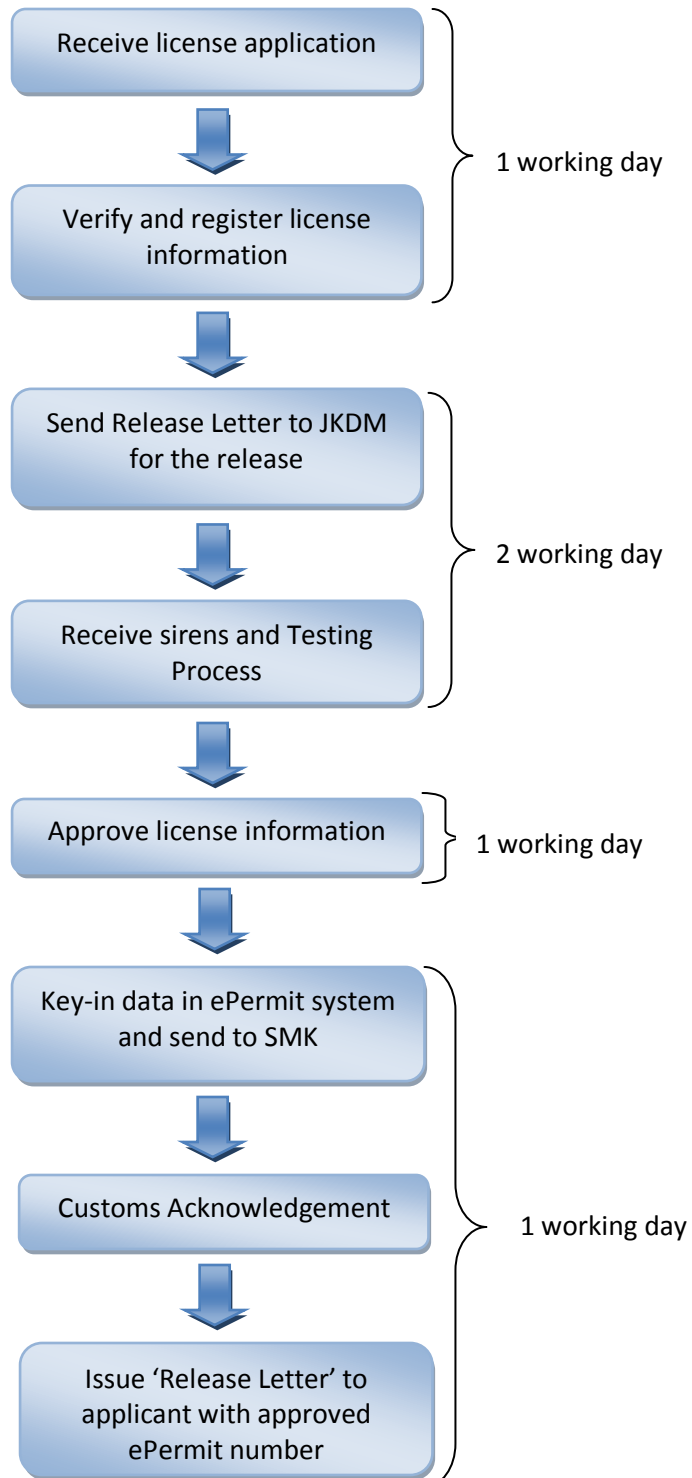 Receive license application
Verify and register license
information
1 working day
Send Release Letter to JKDM
for the release
Receive sirens and Testing
Process
2 working day
Approve license information
1 working day
Key-in data in ePermit system
and send to SMK
Customs Acknowledgement
Issue ‘Release Letter’ to
applicant with approved
ePermit number
1 working day